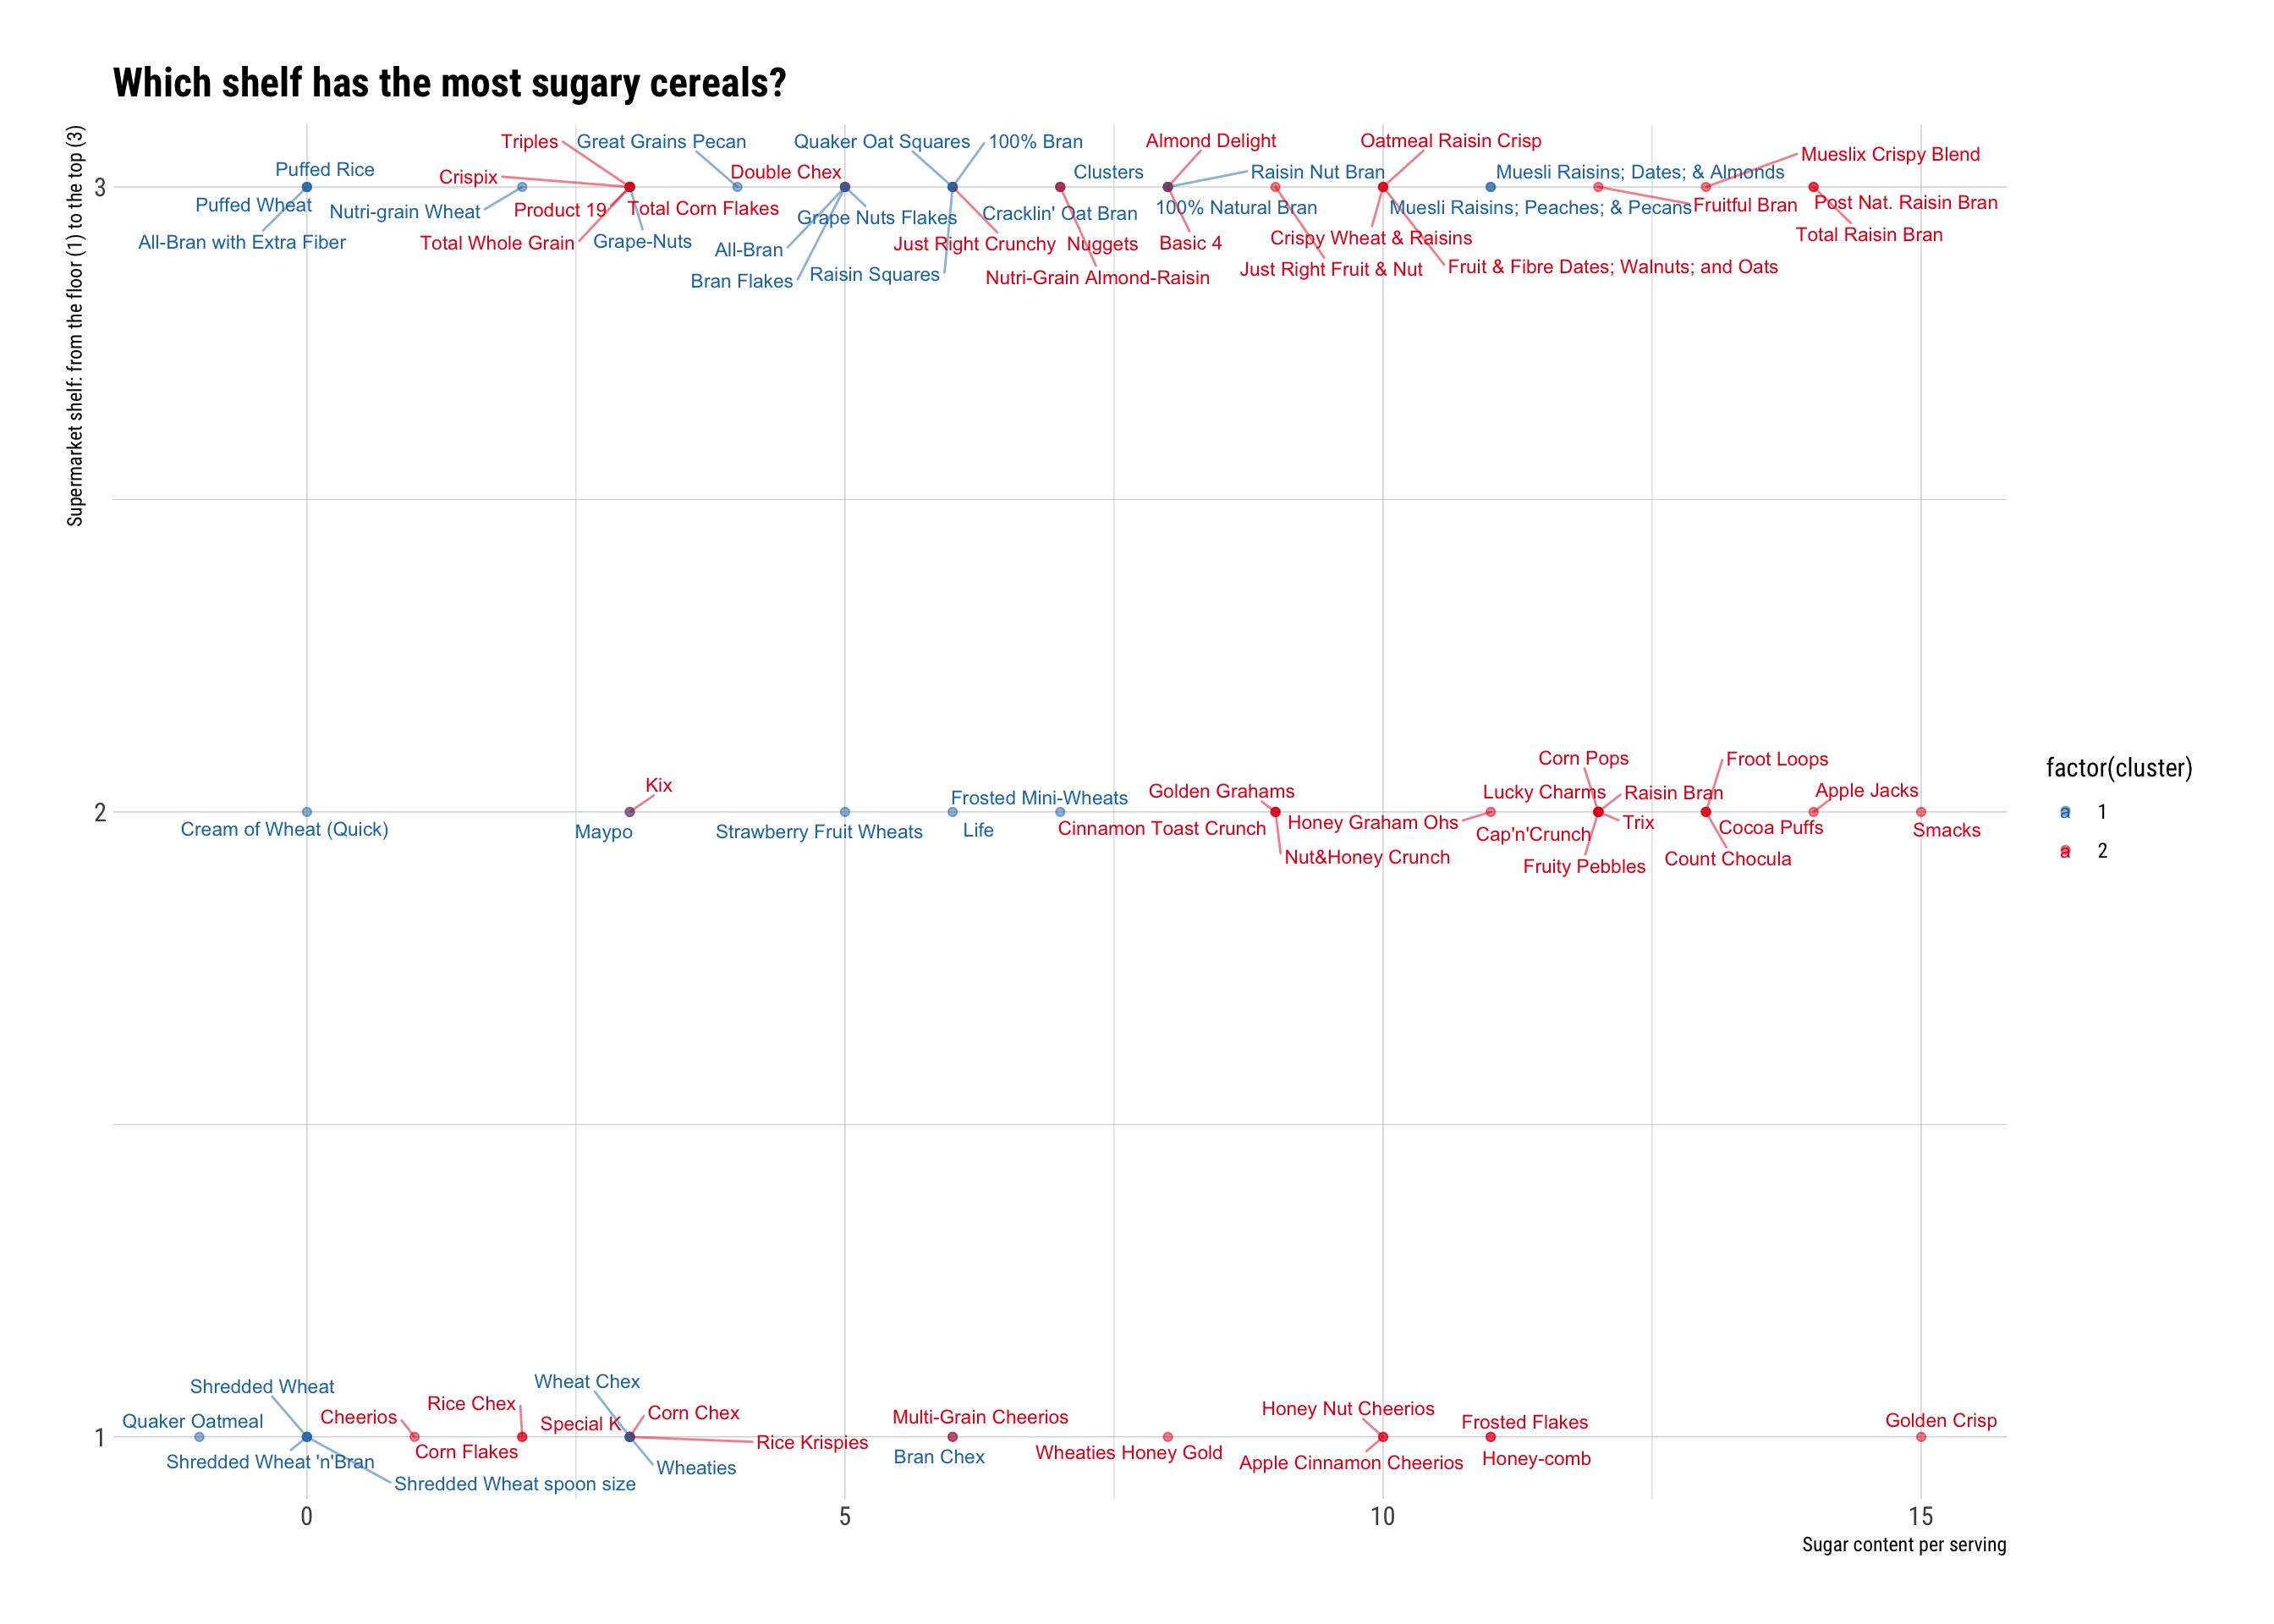 Which shelf has the most sugary cereals?
Supermarket shelf: from the floor (1) to the top (3)
3
Triples
Great Grains Pecan
Quaker Oat Squares
100% Bran
Almond Delight
Oatmeal Raisin Crisp
Mueslix Crispy Blend
Puffed Rice
Crispix
Double Chex
Clusters
Raisin Nut Bran
Muesli Raisins; Dates; & Almonds
Puffed Wheat
Nutri-grain Wheat
Product 19
Total Corn Flakes
Grape Nuts Flakes
Cracklin' Oat Bran
100% Natural Bran
Muesli Raisins; Peaches; & Pecans
Fruitful Bran
Post Nat. Raisin Bran
All-Bran with Extra Fiber
Total Whole Grain
Grape-Nuts
All-Bran
Just Right Crunchy  Nuggets
Basic 4
Crispy Wheat & Raisins
Total Raisin Bran
Bran Flakes
Raisin Squares
Nutri-Grain Almond-Raisin
Just Right Fruit & Nut
Fruit & Fibre Dates; Walnuts; and Oats
2
Corn Pops
Froot Loops
Kix
Frosted Mini-Wheats
Golden Grahams
Lucky Charms
Raisin Bran
Apple Jacks
Cream of Wheat (Quick)
Maypo
Strawberry Fruit Wheats
Life
Cinnamon Toast Crunch
Honey Graham Ohs
Cap'n'Crunch
Trix
Cocoa Puffs
Smacks
Nut&Honey Crunch
Fruity Pebbles
Count Chocula
factor(cluster)
a 1
a 2
1
Shredded Wheat
Wheat Chex
Quaker Oatmeal
Cheerios
Rice Chex
Special K
Corn Chex
Multi-Grain Cheerios
Honey Nut Cheerios
Frosted Flakes
Golden Crisp
Shredded Wheat 'n'Bran
Corn Flakes
Rice Krispies
Bran Chex
Wheaties Honey Gold
Apple Cinnamon Cheerios
Honey-comb
Shredded Wheat spoon size
Wheaties
0
5
10
15
Sugar content per serving